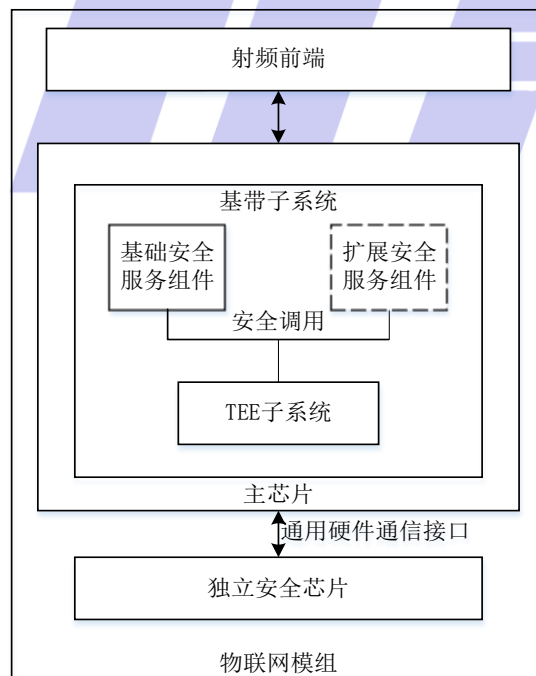 射频前端
基带子系统
基础安全
服务组件
扩展安全
服务组件
安全调用
TEE子系统
主芯片
通用硬件通信接口
独立安全芯片
物联网模组